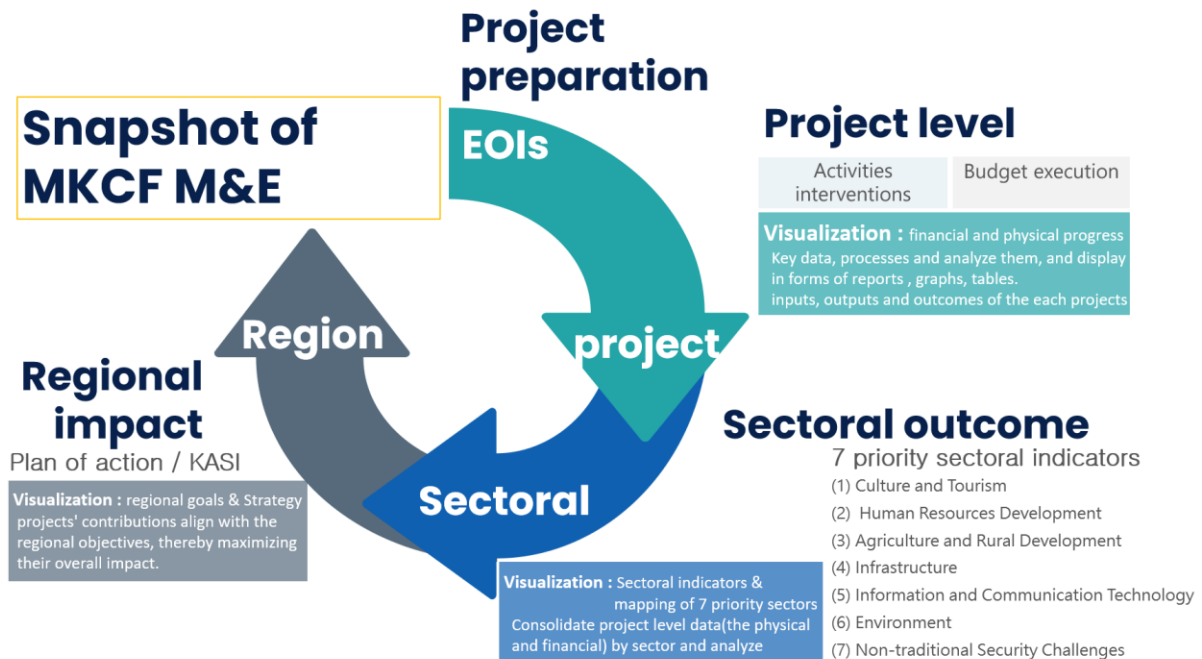 Project
preparation
Snapshot of
MKCF M&E
EOIs
Project level
Activities
interventions
Budget execution
Visualization : financial and physical progress
Key data, processes and analyze them, and display
in forms of reports , graphs, tables.
inputs, outputs and outcomes of the each projects
Region
project
Regional
impact
Plan of action / KASI
Visualization : regional goals & Strategy
projects' contributions align with the
regional objectives, thereby maximizing
their overall impact.
Sectoral
Sectoral outcome
7 priority sectoral indicators
(1) Culture and Tourism
(2) Human Resources Development
(3) Agriculture and Rural Development
(4) Infrastructure
(5) Information and Communication Technology
(6) Environment
(7) Non-traditional Security Challenges
Visualization : Sectoral indicators &
mapping of 7 priority sectors
Consolidate project level data(the physical
and financial) by sector and analyze